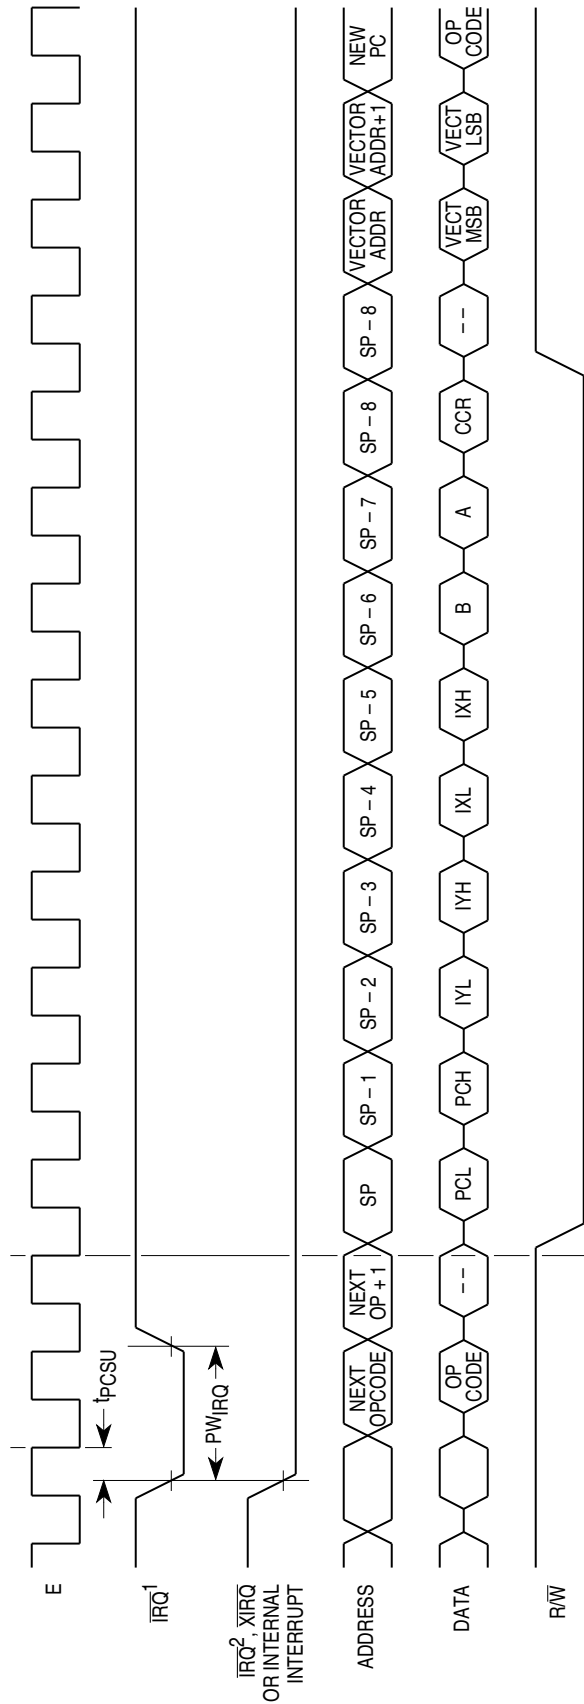 E
tPCSU
IRQ1
PWIRQ
IRQ2, XIRQ
OR INTERNAL
INTERRUPT
ADDRESS
NEXT
OPCODE
NEXT
OP + 1
SP
SP – 1
SP – 2
SP – 3
SP – 4
SP – 5
SP – 6
SP – 7
SP – 8
SP – 8
VECTOR
ADDR
VECTOR
ADDR+1
NEW
PC
DATA
OP
CODE
– –
PCL
PCH
IYL
IYH
IXL
IXH
B
A
CCR
– –
VECT
MSB
VECT
LSB
OP
CODE
R/W